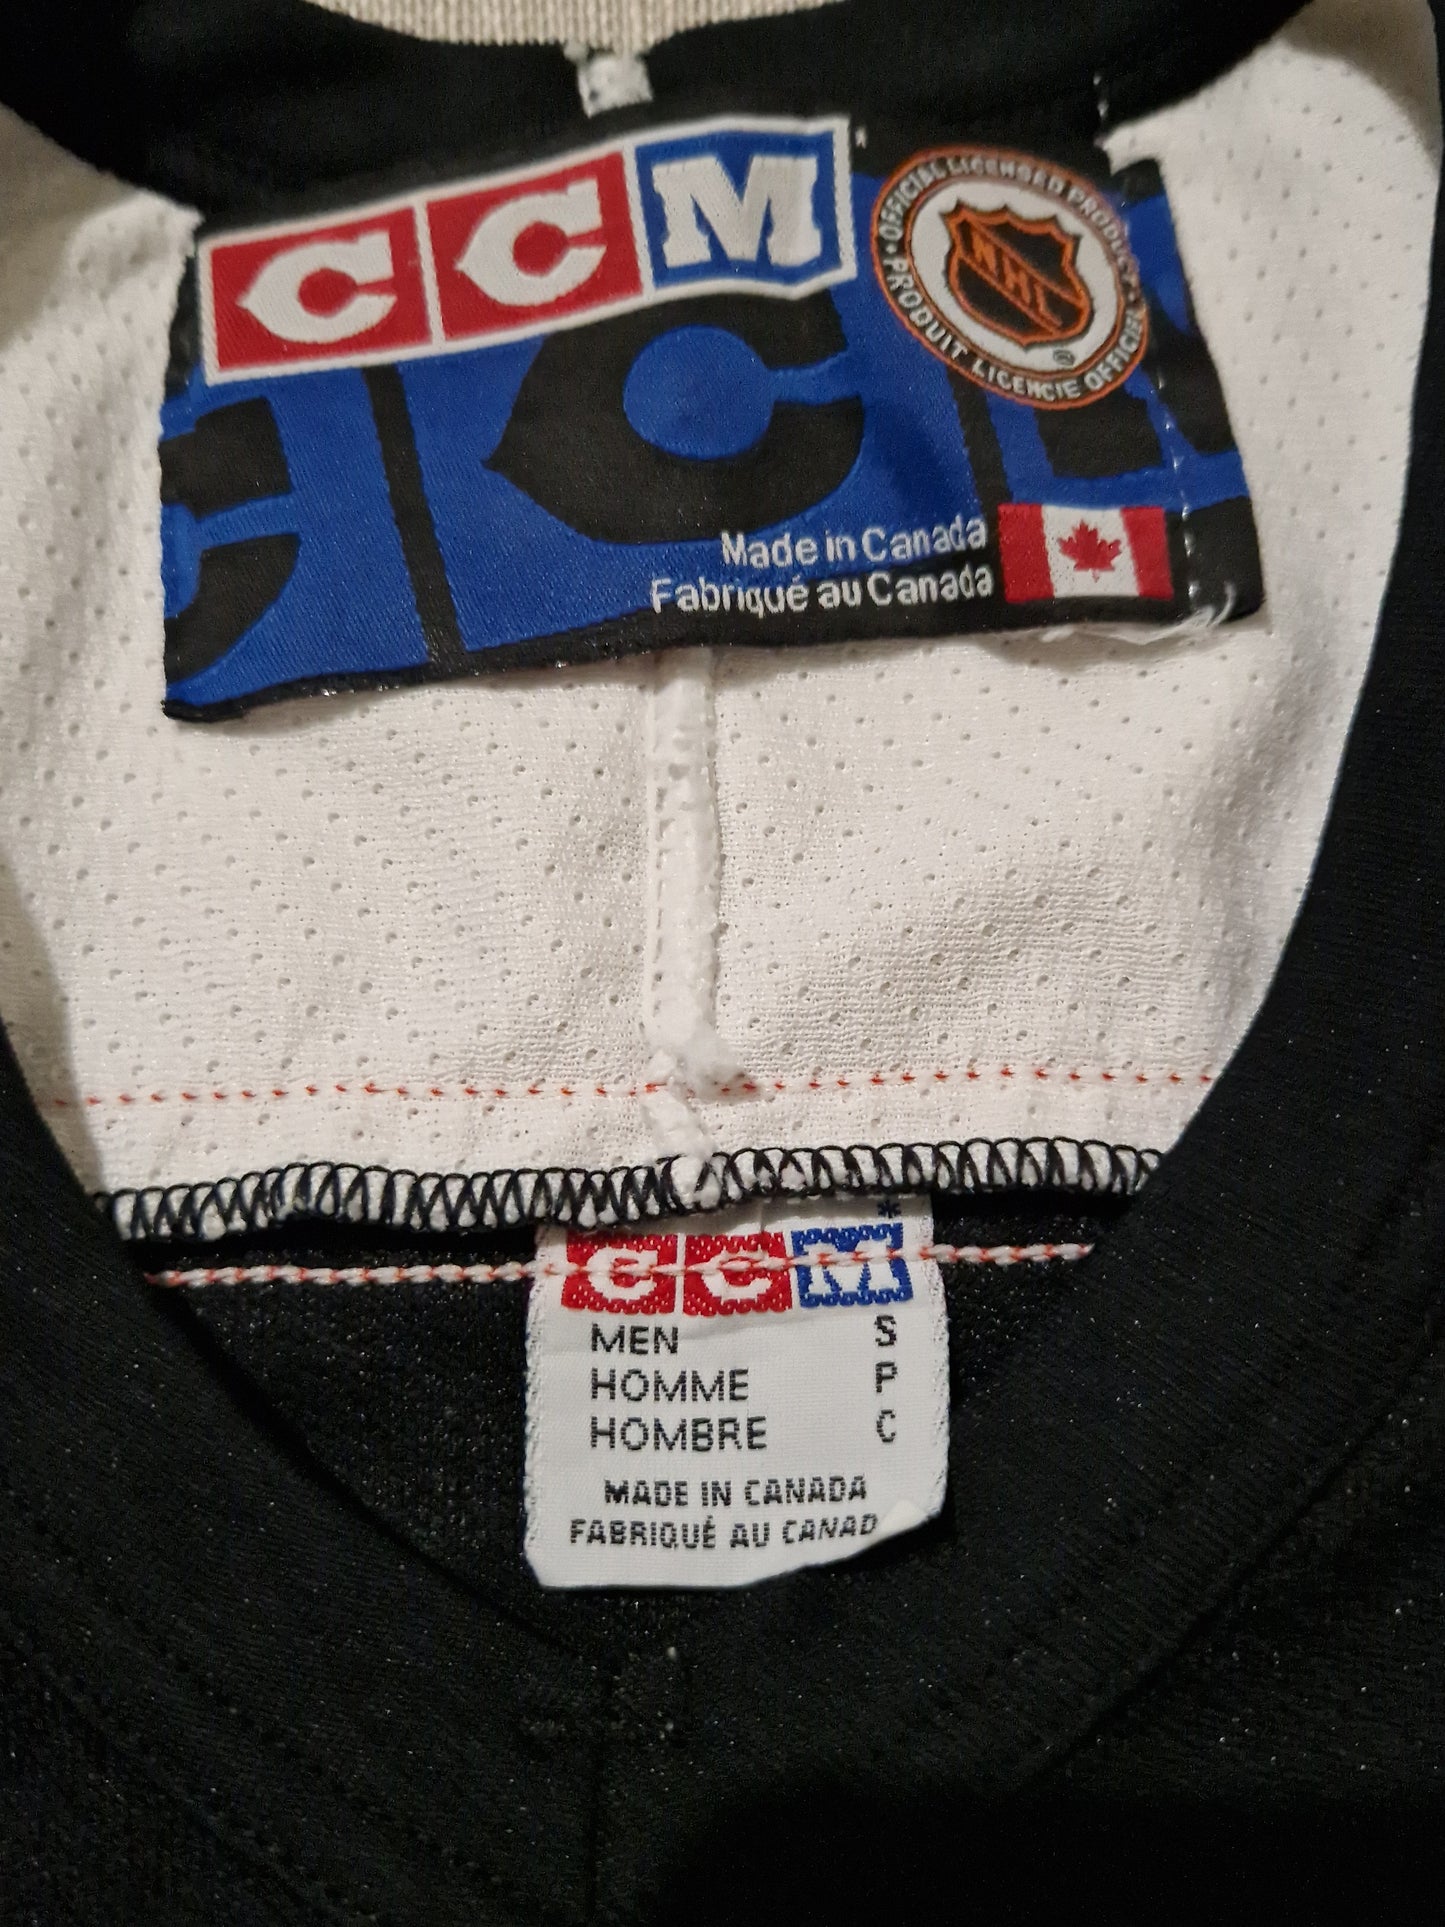 CCM
OFFICIAL LICENSED PRODUCT
NHL
®
PRODUIT LICENCIE OFFICIEL
Made in Canada
Fabriqué au Canada
*
CCM
MEN S
HOMME P
HOMBRE C
MADE IN CANADA
FABRIQUÉ AU CANAD